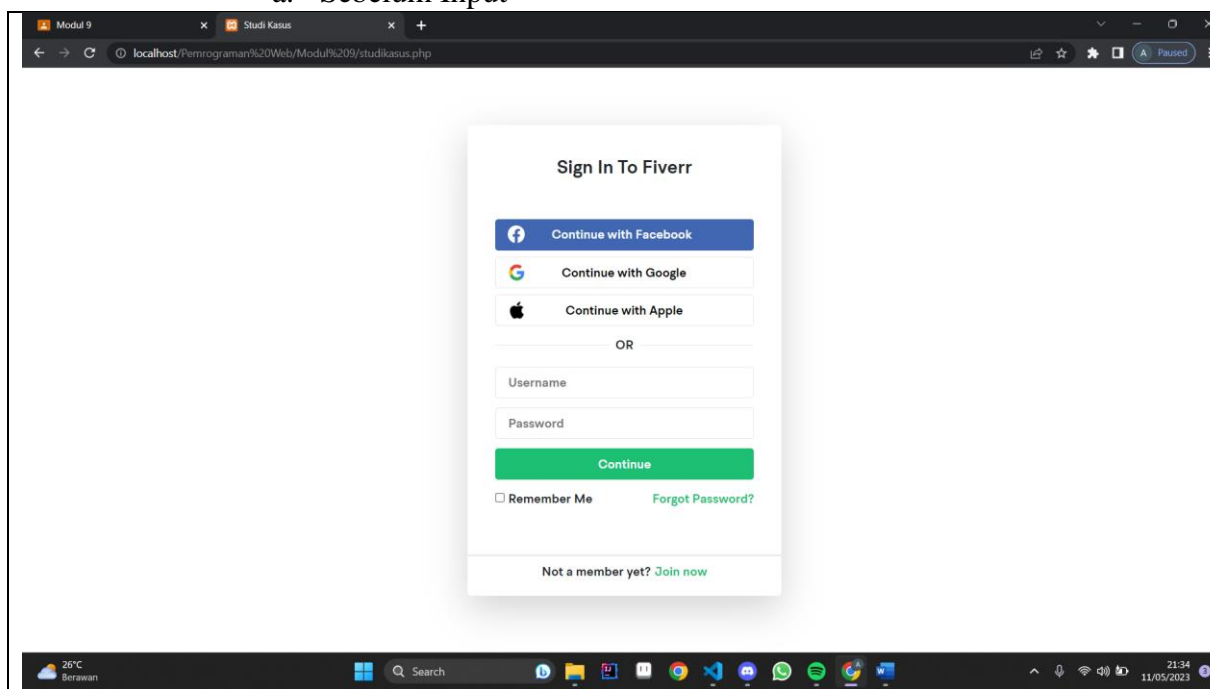 a. Sebelum Input
Modul 9
Studi Kasus
localhost/Pemrograman%20Web/Modul%209/studikasus.php
A Paused
Sign In To Fiverr
Continue with Facebook
Continue with Google
Continue with Apple
OR
Username
Password
Continue
Remember Me Forgot Password?
Not a member yet? Join now
26°C
Berawan
Search
21:34
11/05/2023
3